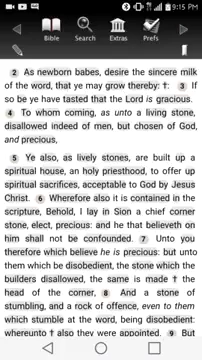 9:15 PM
Bible
Search
Extras
Prefs
2 As newborn babes, desire the sincere milk
of the word, that ye may grow thereby: †: 3 If
so be ye have tasted that the Lord is gracious.
4 To whom coming, as unto a living stone,
disallowed indeed of men, but chosen of God,
and precious,
5 Ye also, as lively stones, are built up a
spiritual house, an holy priesthood, to offer up
spiritual sacrifices, acceptable to God by Jesus
Christ. 6 Wherefore also it is contained in the
scripture, Behold, I lay in Sion a chief corner
stone, elect, precious: and he that believeth on
him shall not be confounded. 7 Unto you
therefore which believe he is precious: but unto
them which be disobedient, the stone which the
builders disallowed, the same is made † the
head of the corner, 8 And a stone of
stumbling, and a rock of offence, even to them
which stumble at the word, being disobedient:
whereunto † also they were appointed. 9 But